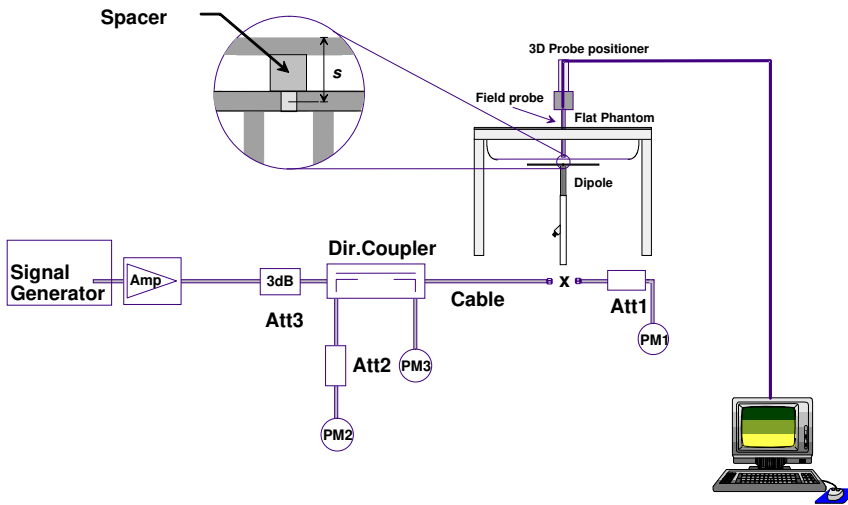 Spacer
s
3D Probe positioner
Field probe
Flat Phantom
Dipole
Signal
Generator
Amp
3dB
Att3
Dir.Coupler
Cable
x
Att1
PM1
Att2
PM3
PM2